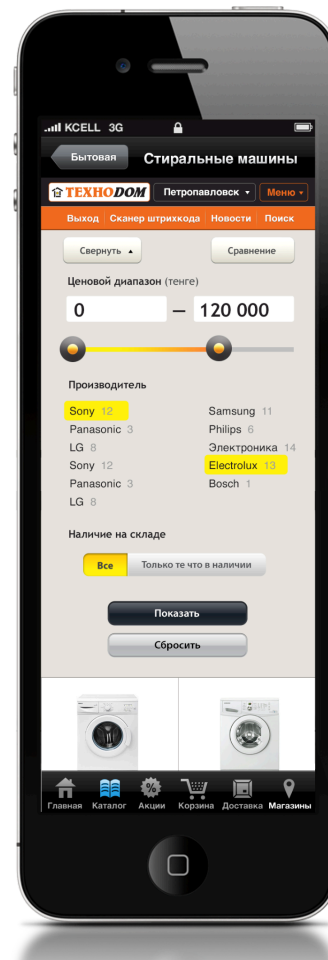 KCELL 3G
Бытовая Стиральные машины
ТЕХНОDOM Петропавловск Меню
Выход Сканер штрихкода Новости Поиск
Свернуть Сравнение
Ценовой диапазон (тенге)
0 – 120 000
Производитель
Sony 12 Samsung 11
Panasonic 3 Philips 6
LG 8 Электроника 14
Sony 12 Electrolux 13
Panasonic 3 Bosch 1
LG 8
Наличие на складе
Все Только те что в наличии
Показать
Сбросить
Главная Каталог Акции Корзина Доставка Магазины